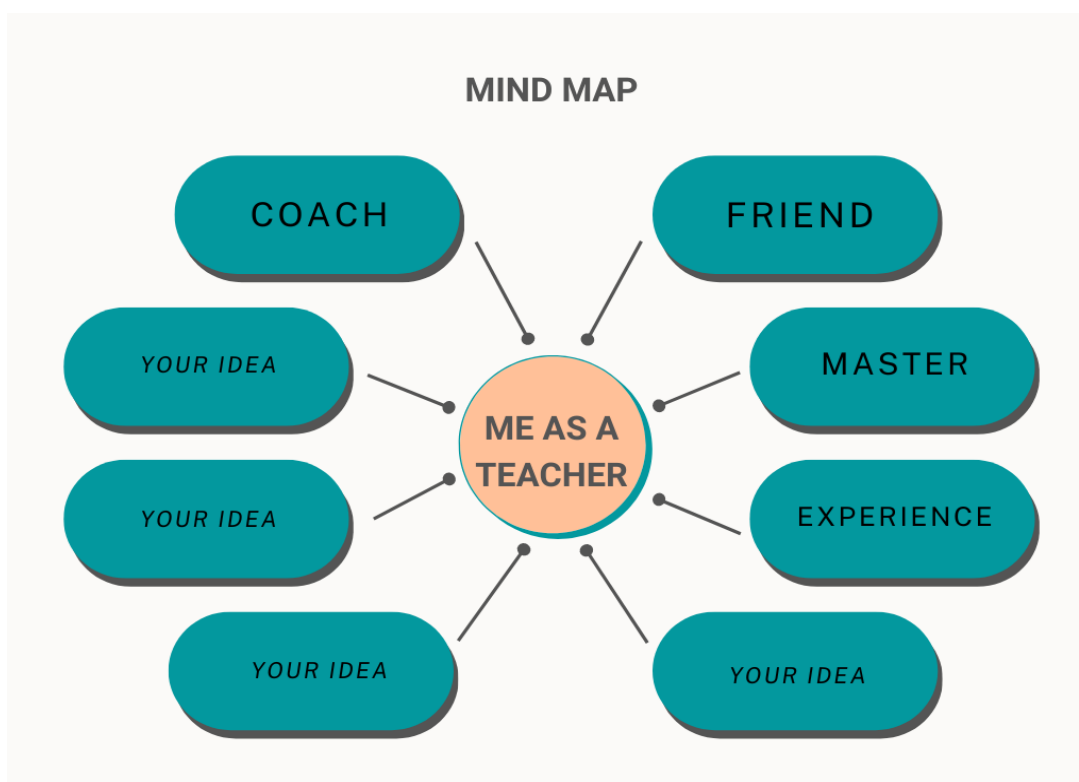 MIND MAP
COACH
FRIEND
YOUR IDEA
MASTER
ME AS A
TEACHER
YOUR IDEA
EXPERIENCE
YOUR IDEA
YOUR IDEA